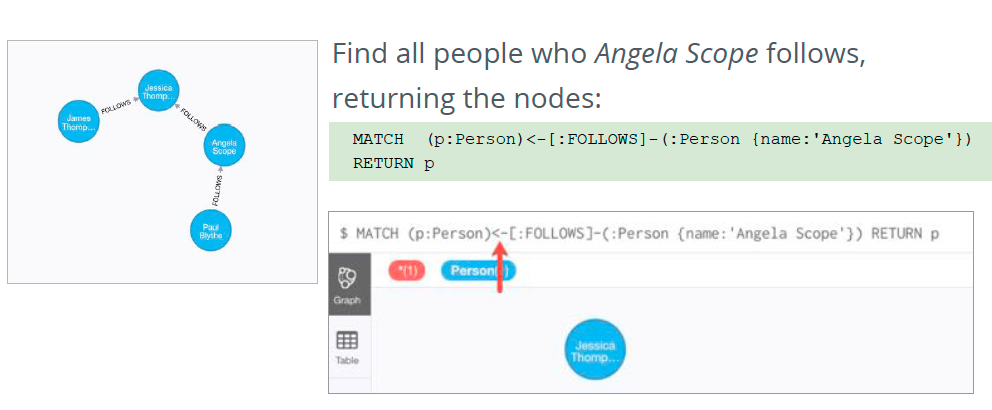 Find all people who Angela Scope follows,
returning the nodes:
MATCH  (p:Person)<-[:FOLLOWS]-(:Person {name:'Angela Scope'})
RETURN p
Jessica
Thomp...
FOLLOWS
James
Thomp...
FOLLOWS
Angela
Scope
FOLLOWS
Paul
Blythe
$ MATCH (p:Person)<-[:FOLLOWS]-(:Person {name:'Angela Scope'}) RETURN p
*(1) Person( )
Graph
Table
Jessica
Thomp...